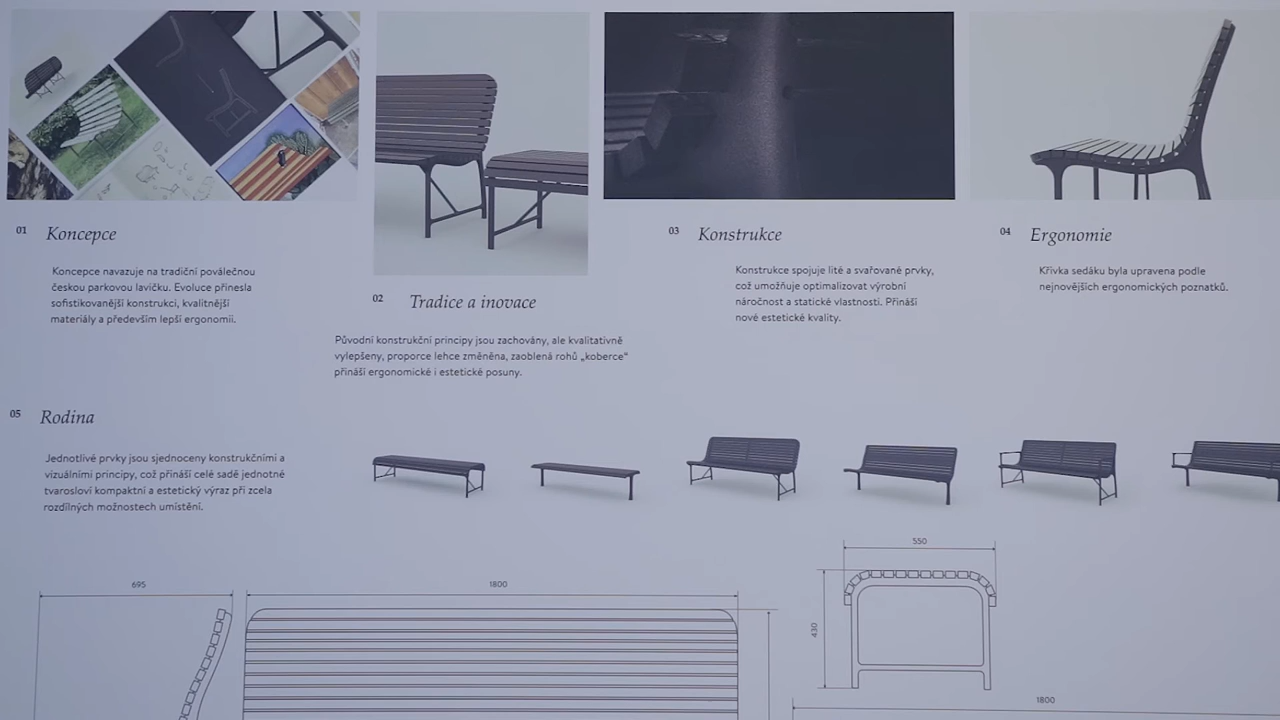 01 Koncepce
Koncepce navazuje na tradiční poválečnou
českou parkovou lavičku. Evoluce přinesla
sofistikovanější konstrukci, kvalitnější
materiály a především lepší ergonomii.
02 Tradice a inovace
Původní konstrukční principy jsou zachovány, ale kvalitativně
vylepšeny, proporce lehce změněna, zaoblená rohů „koberce“
přináší ergonomické i estetické posuny.
03 Konstrukce
Konstrukce spojuje lité a svařované prvky,
což umožňuje optimalizovat výrobní
náročnost a statické vlastnosti. Přináší
nové estetické kvality.
04 Ergonomie
Křivka sedáku byla upravena podle
nejnovějších ergonomických poznatků.
05 Rodina
Jednotlivé prvky jsou sjednoceny konstrukčními a
vizuálními principy, což přináší celé sadě jednotné
tvarosloví kompaktní a estetický výraz při zcela
rozdílných možnostech umístění.
695
1800
550
430
1800